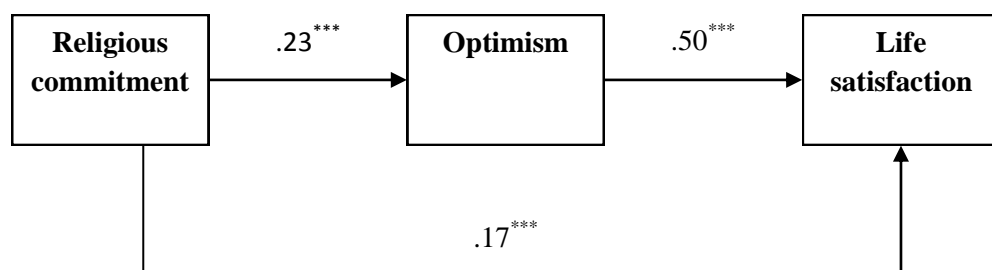 Religious
commitment
.23***
Optimism
.50***
Life
satisfaction
.17***